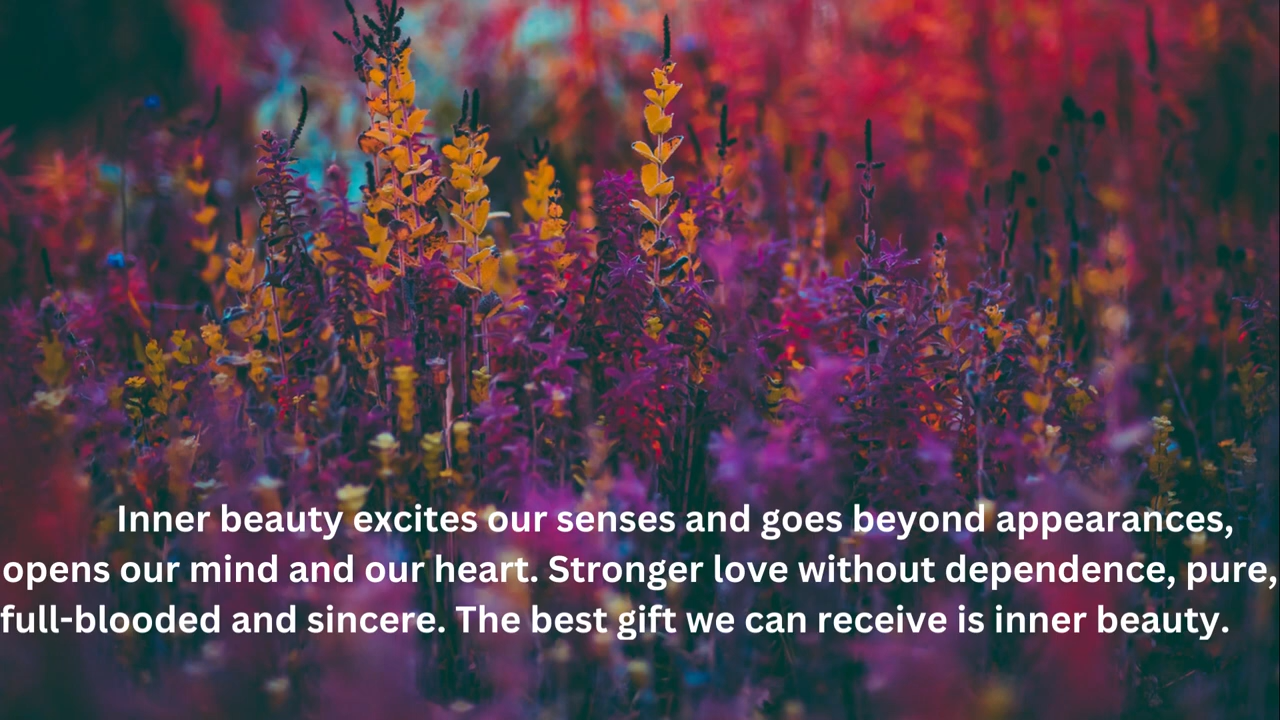 Inner beauty excites our senses and goes beyond appearances,
opens our mind and our heart. Stronger love without dependence, pure,
full-blooded and sincere. The best gift we can receive is inner beauty.